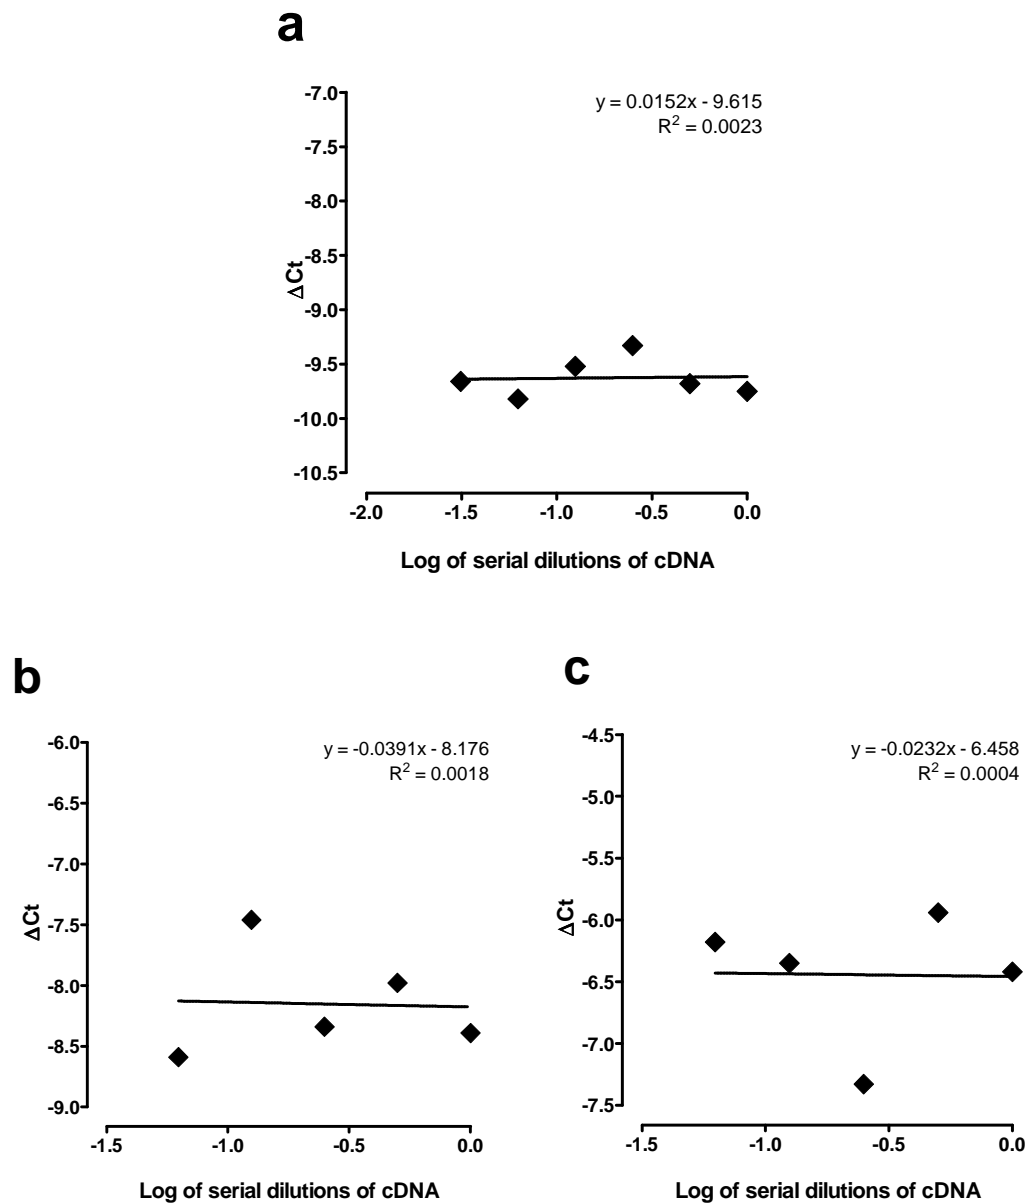 a
y = 0.0152x - 9.615
R² = 0.0023
-7.0
-7.5
-8.0
-8.5
-9.0
-9.5
-10.0
-10.5
ΔCt
-2.0 -1.5 -1.0 -0.5 0.0
Log of serial dilutions of cDNA
b
y = -0.0391x - 8.176
R² = 0.0018
-6.0
-6.5
-7.0
-7.5
-8.0
-8.5
-9.0
ΔCt
-1.5 -1.0 -0.5 0.0
Log of serial dilutions of cDNA
c
y = -0.0232x - 6.458
R² = 0.0004
-4.5
-5.0
-5.5
-6.0
-6.5
-7.0
-7.5
ΔCt
-1.5 -1.0 -0.5 0.0
Log of serial dilutions of cDNA